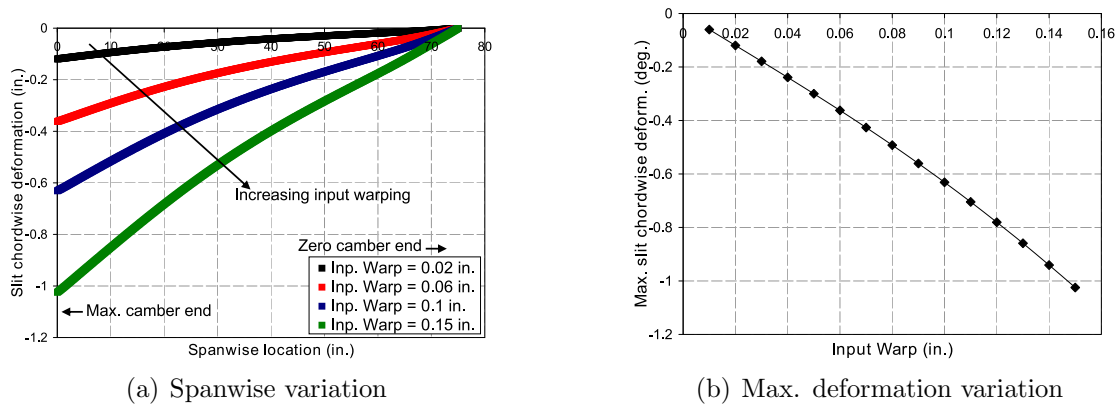 0
0 10 20 30 40 50 60 70 80
-0.2
-0.4
-0.6
-0.8
-1
-1.2
Slit chordwise deformation (in.)
Increasing input warping
Zero camber end
Inp. Warp = 0.02 in.
Inp. Warp = 0.06 in.
Inp. Warp = 0.1 in.
Inp. Warp = 0.15 in.
Max. camber end
Spanwise location (in.)
(a) Spanwise variation
0
0 0.02 0.04 0.06 0.08 0.1 0.12 0.14 0.16
-0.2
-0.4
-0.6
-0.8
-1
-1.2
Max. slit chordwise deform. (deg.)
Input Warp (in.)
(b) Max. deformation variation